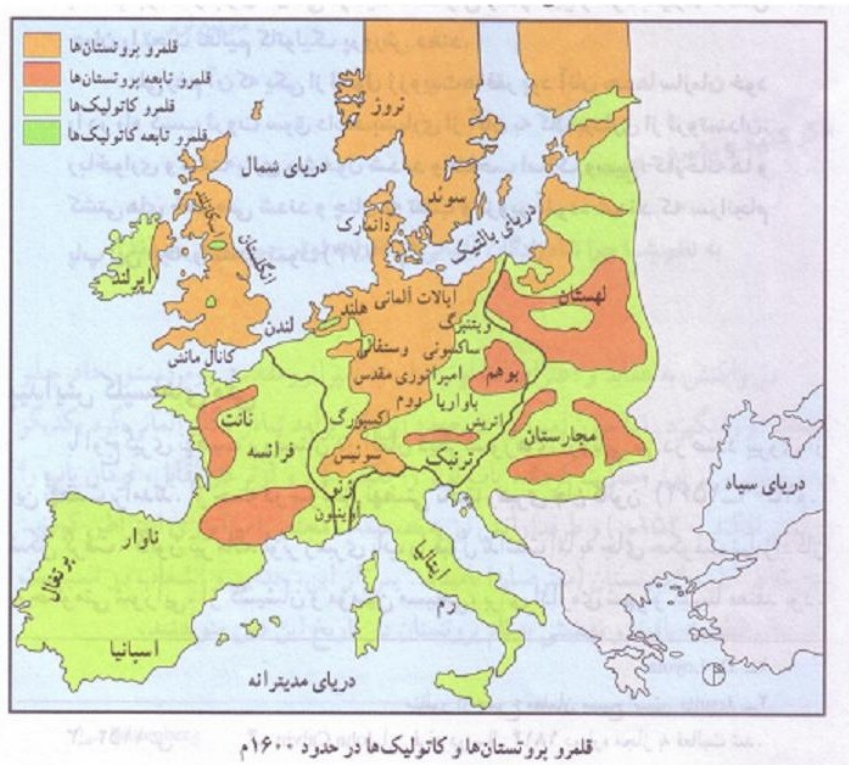 قلمرو پروتستان‌ها
قلمرو تابعه پروتستان‌ها
قلمرو کاتولیک‌ها
قلمرو تابعه کاتولیک‌ها
نروژ
دریای شمال
سوئد
دانمارک
دریای بالتیک
اسکاتلند
ایرلند
انگلستان
لندن
کانال مانش
هلند
ایالات آلمانی
ویتنبرگ
لهستان
وستفالی
ساکسونی
امپراتوری مقدس
روم
بوهم
باواریا
اتریش
آکسبورگ
مجارستان
نانت
فرانسه
سوئیس
ترنیک
ژنو
آوینیون
دریای سیاه
ناوار
پرتغال
ایتالیا
رم
اسپانیا
دریای مدیترانه
قلمرو پروتستان‌ها و کاتولیک‌ها در حدود ۱۶۰۰م